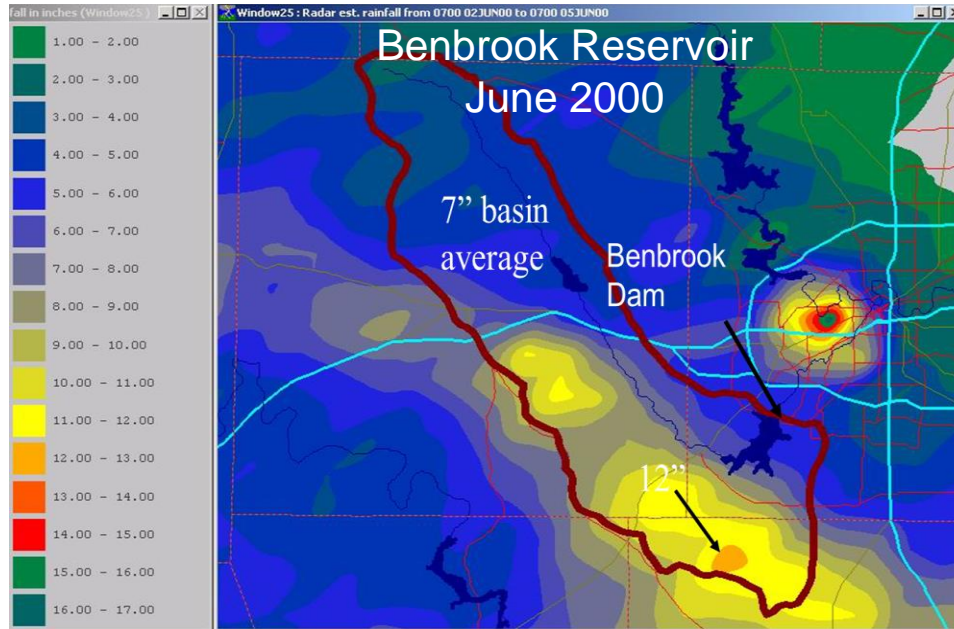 fall in inches (Window25 )
1.00 - 2.00
2.00 - 3.00
3.00 - 4.00
4.00 - 5.00
5.00 - 6.00
6.00 - 7.00
7.00 - 8.00
8.00 - 9.00
9.00 - 10.00
10.00 - 11.00
11.00 - 12.00
12.00 - 13.00
13.00 - 14.00
14.00 - 15.00
15.00 - 16.00
16.00 - 17.00
Window25 : Radar est. rainfall from 0700 02JUN00 to 0700 05JUN00
Benbrook Reservoir
June 2000
7” basin
average
Benbrook
Dam
12”